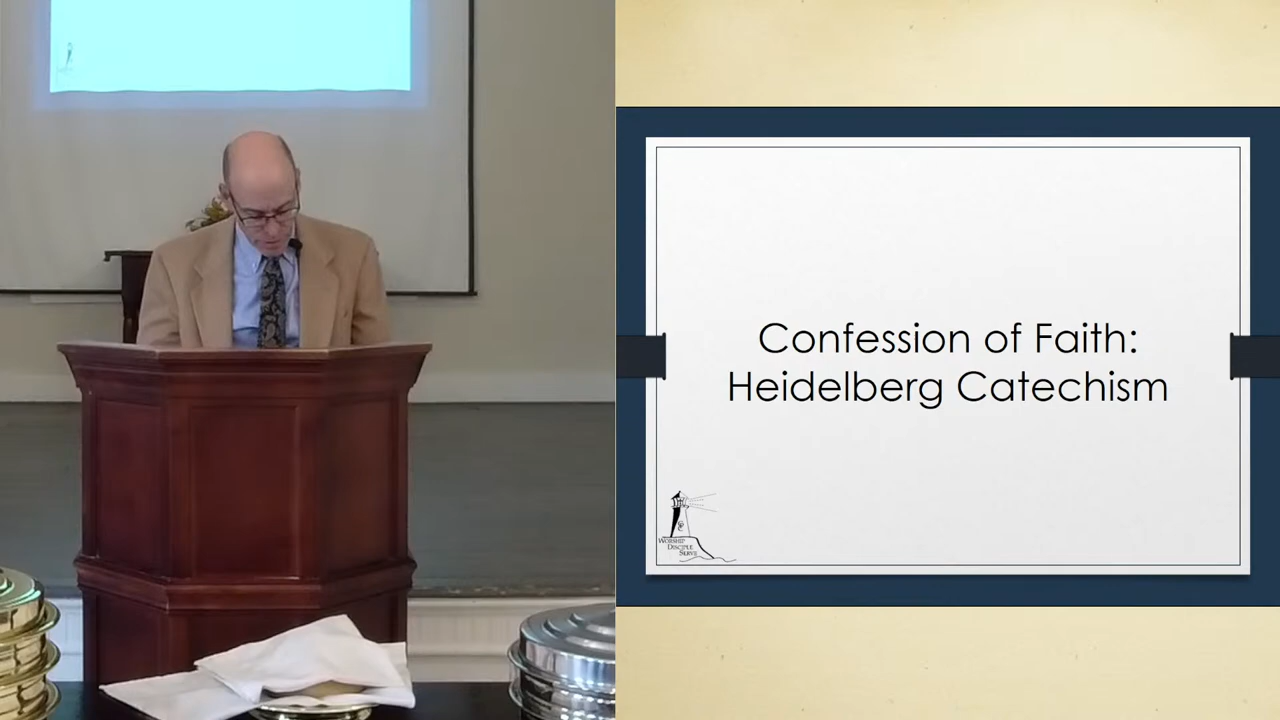 Confession of Faith:
Heidelberg Catechism
WORSHIP
DISCIPLE
SERVE